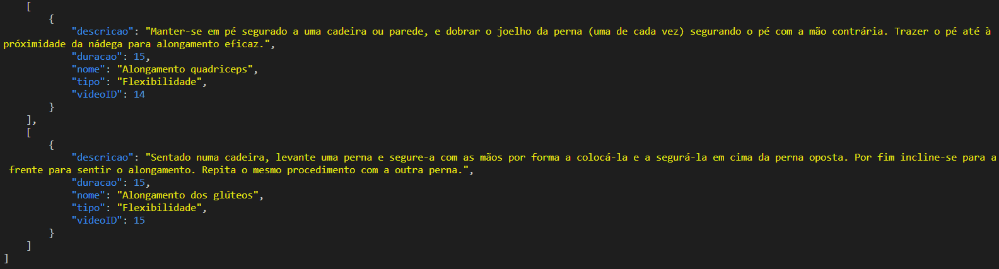 [
{
"descricao": "Manter-se em pé segurado a uma cadeira ou parede, e dobrar o joelho da perna (uma de cada vez) segurando o pé com a mão contrária. Trazer o pé até à
próximidade da nádega para alongamento eficaz.",
"duracao": 15,
"nome": "Alongamento quadriceps",
"tipo": "Flexibilidade",
"videoID": 14
}
],
[
{
"descricao": "Sentado numa cadeira, levante uma perna e segure-a com as mãos por forma a colocá-la e a segurá-la em cima da perna oposta. Por fim incline-se para a
frente para sentir o alongamento. Repita o mesmo procedimento com a outra perna.",
"duracao": 15,
"nome": "Alongamento dos glúteos",
"tipo": "Flexibilidade",
"videoID": 15
}
]
]